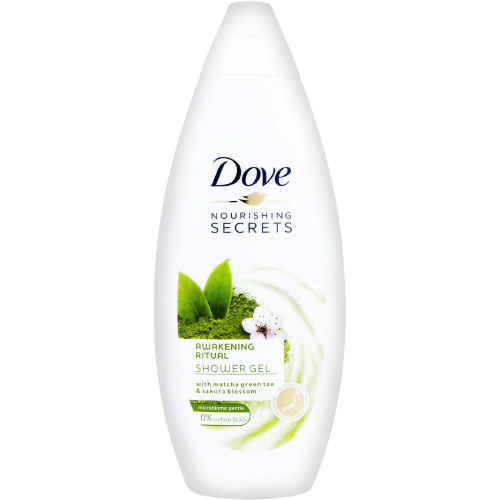 Dove
NOURISHING
SECRETS
AWAKENING
RITUAL
SHOWER GEL
with matcha green tea
& sakura blossom
microbiome gentle
0% sulfate SLES